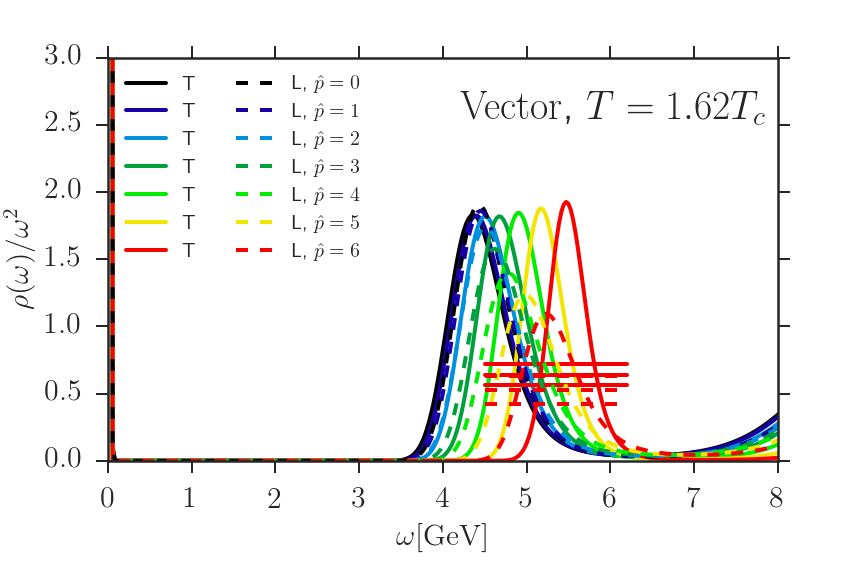 Vector, T = 1.62T_c
T L, p̂ = 0
T L, p̂ = 1
T L, p̂ = 2
T L, p̂ = 3
T L, p̂ = 4
T L, p̂ = 5
T L, p̂ = 6
3.0
2.5
2.0
1.5
1.0
0.5
0.0
ρ(ω)/ω²
0 1 2 3 4 5 6 7 8
ω[GeV]